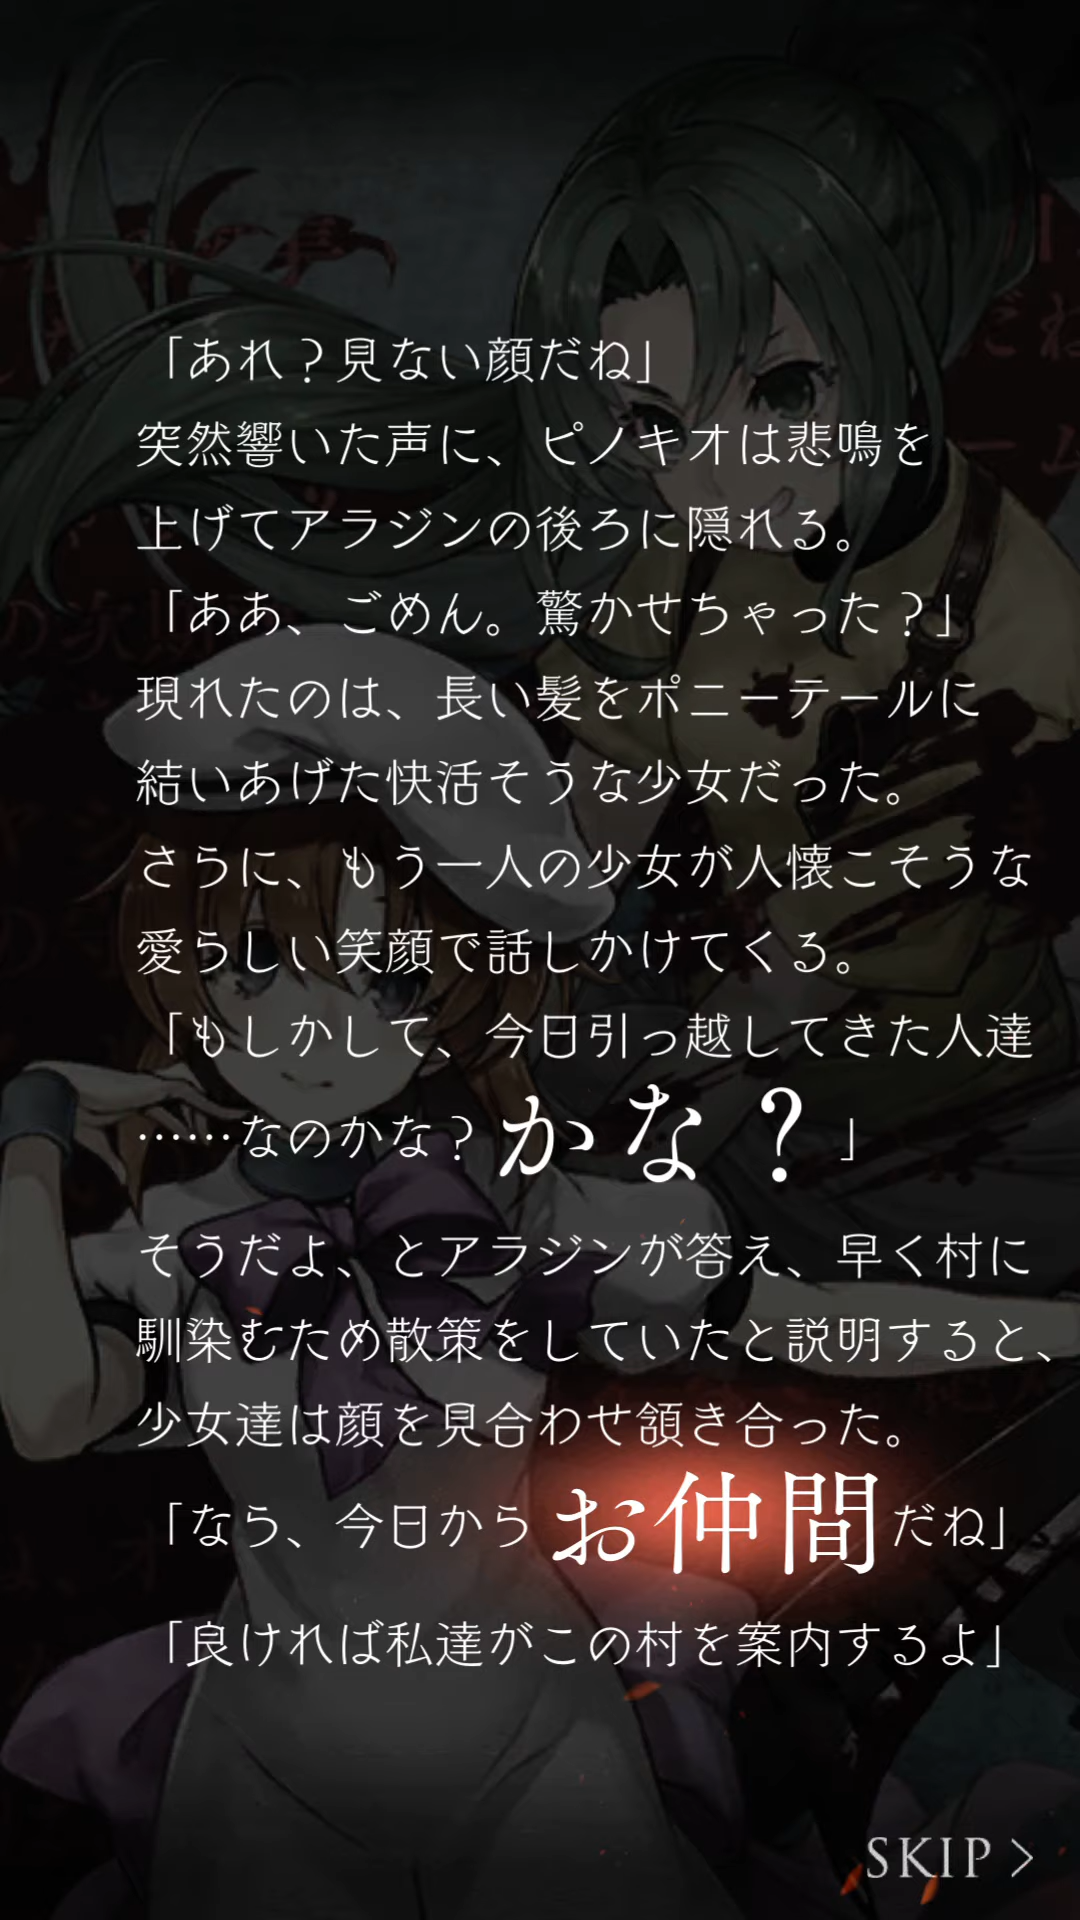 「あれ？見ない顔だね」
突然響いた声に、ピノキオは悲鳴を
上げてアラジンの後ろに隠れる。
「ああ、ごめん。驚かせちゃった？」
現れたのは、長い髪をポニーテールに
結いあげた快活そうな少女だった。
さらに、もう一人の少女が人懐こそうな
愛らしい笑顔で話しかけてくる。
「もしかして、今日引っ越してきた人達
……なのかな？かな？」
そうだよ、とアラジンが答え、早く村に
馴染むため散策をしていたと説明すると、
少女達は顔を見合わせ頷き合った。
「なら、今日からお仲間だね」
「良ければ私達がこの村を案内するよ」
SKIP >